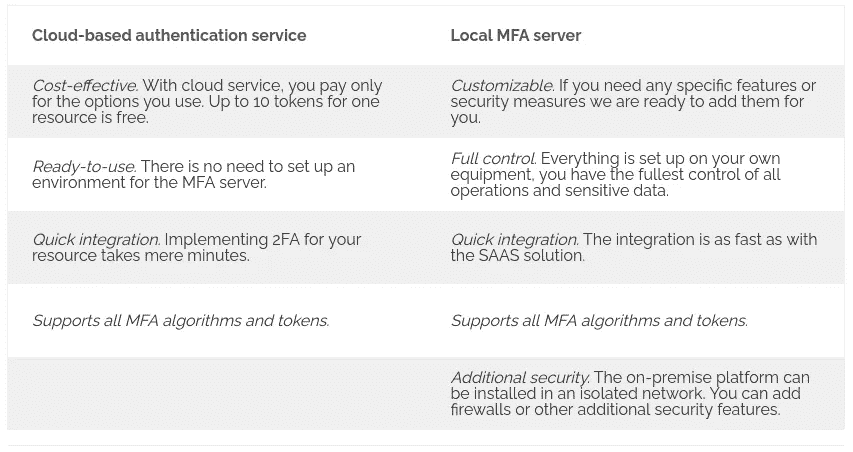 Cloud-based authentication service
Local MFA server
Cost-effective. With cloud service, you pay only
for the options you use. Up to 10 tokens for one
resource is free.
Customizable. If you need any specific features or
security measures we are ready to add them for
you.
Ready-to-use. There is no need to set up an
environment for the MFA server.
Full control. Everything is set up on your own
equipment, you have the fullest control of all
operations and sensitive data.
Quick integration. Implementing 2FA for your
resource takes mere minutes.
Quick integration. The integration is as fast as with
the SAAS solution.
Supports all MFA algorithms and tokens.
Supports all MFA algorithms and tokens.
Additional security. The on-premise platform can
be installed in an isolated network. You can add
firewalls or other additional security features.